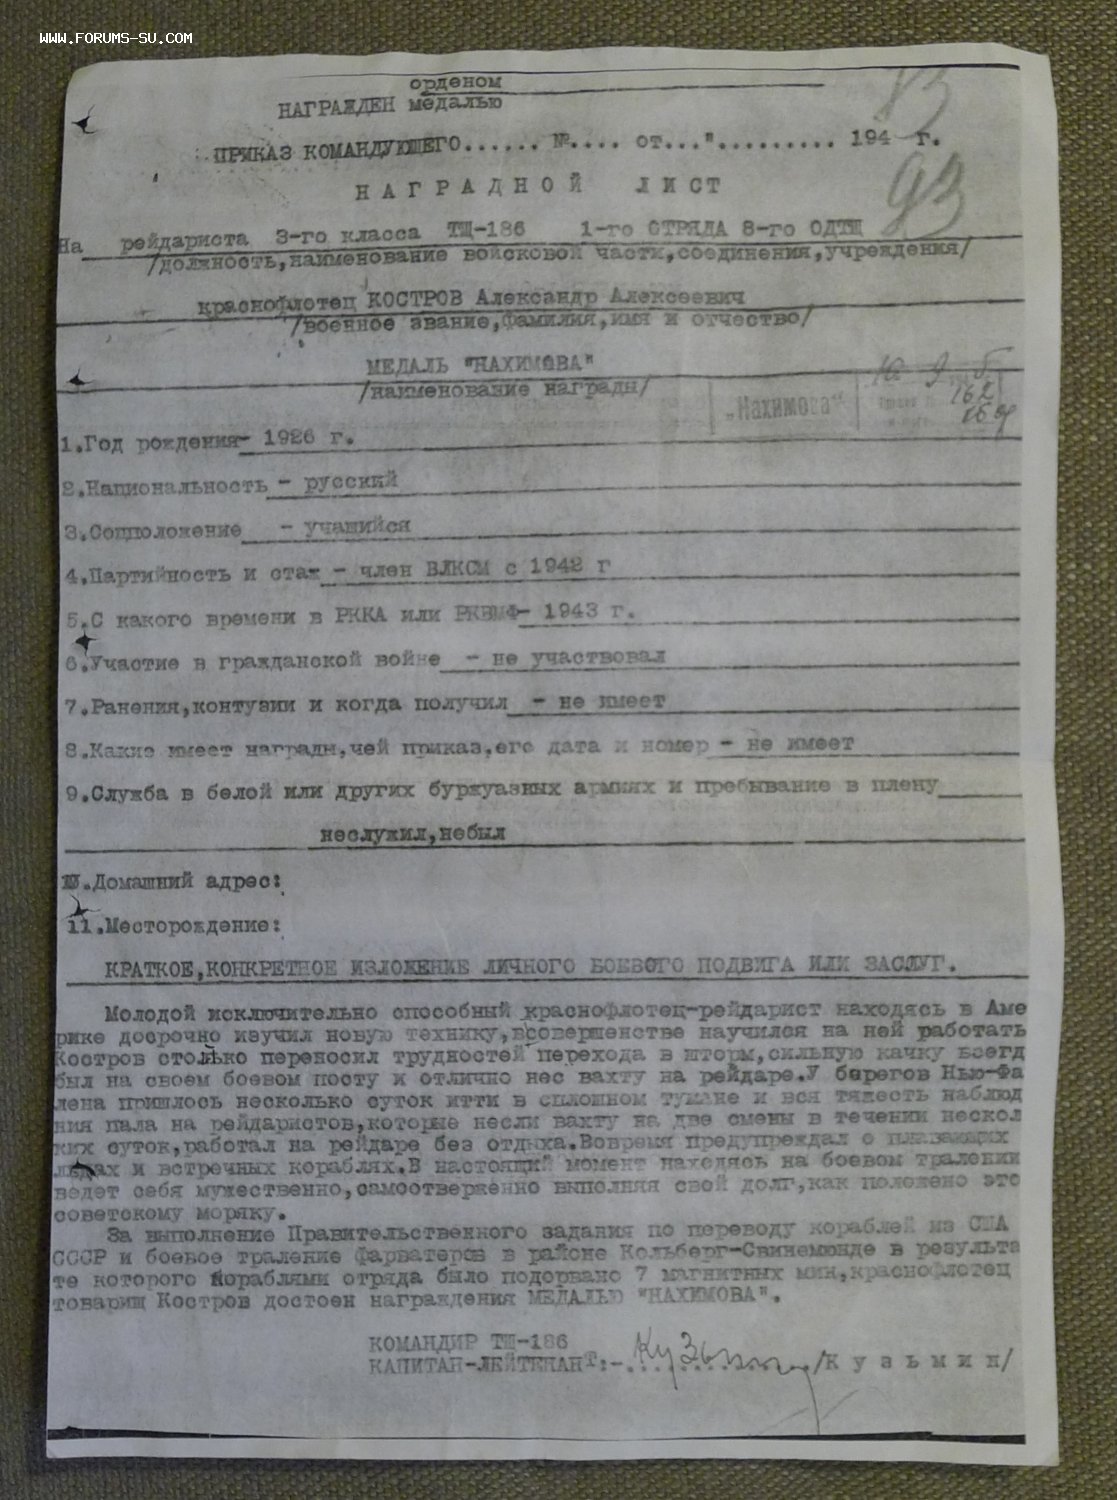 WWW.FORUMS-SU.COM
орденом
НАГРАЖДЕН медалью
83
ПРИКАЗ КОМАНДУЮЩЕГО...... №.... от..."......... 194 г.
НАГРАДНОЙ ЛИСТ
93
На рейдариста 3-го класса ТЩ-186 1-го ОТРЯДА 8-го ОДТЩ
/должность,наименование войсковой части,соединения,учреждения/
краснофлотец КОСТРОВ Александр Алексеевич
/военное звание,фамилия,имя и отчество/
МЕДАЛЬ "НАХИМОВА"
/наименование награды/
„Нахимова“
162
1.Год рождения- 1926 г.
2.Национальность - русский
3.Соцположение - учащийся
4.Партийность и стаж - член ВЛКСМ с 1942 г
5.С какого времени в РККА или РКВМФ- 1943 г.
6.Участие в гражданской войне - не участвовал
7.Ранения,контузии и когда получил - не имеет
8.Какие имеет награды,чей приказ,его дата и номер - не имеет
9.Служба в белой или других буржуазных армиях и пребывание в плену
неслужил,небыл
.Домашний адрес:
11.Месторождение:
КРАТКОЕ,КОНКРЕТНОЕ ИЗЛОЖЕНИЕ ЛИЧНОГО БОЕВОГО ПОДВИГА ИЛИ ЗАСЛУГ.
Молодой исключительно способный краснофлотец-рейдарист находясь в Аме
рике досрочно изучил новую технику,всовершенстве научился на ней работать
Костров столько переносил трудностей перехода в шторм,сильную качку всегд
был на своем боевом посту и отлично нес вахту на рейдаре.У берегов Нью-Фа
лена пришлось несколько суток итти в сплошном тумане и вся тяжесть наблюд
ния пала на рейдаристов,которые несли вахту на две смены в течении нескол
ких суток,работал на рейдаре без отдыха.Вовремя предупреждал о плавающих
льдах и встречных кораблях.В настоящий момент находясь на боевом тралении
ведет себя мужественно,самоотверженно выполняя свой долг,как положено это
советскому моряку.
За выполнение Правительственного задания по переводу кораблей из США
СССР и боевое траление фарватеров в районе Кольберг-Свинемюнде в результа
те которого кораблями отряда было подорвано 7 магнитных мин,краснофлотец
товарищ Костров достоен награждения МЕДАЛЬЮ "НАХИМОВА".
КОМАНДИР ТЩ-186
КАПИТАН-ЛЕЙТЕНАНТ:-............/Кузьмин/